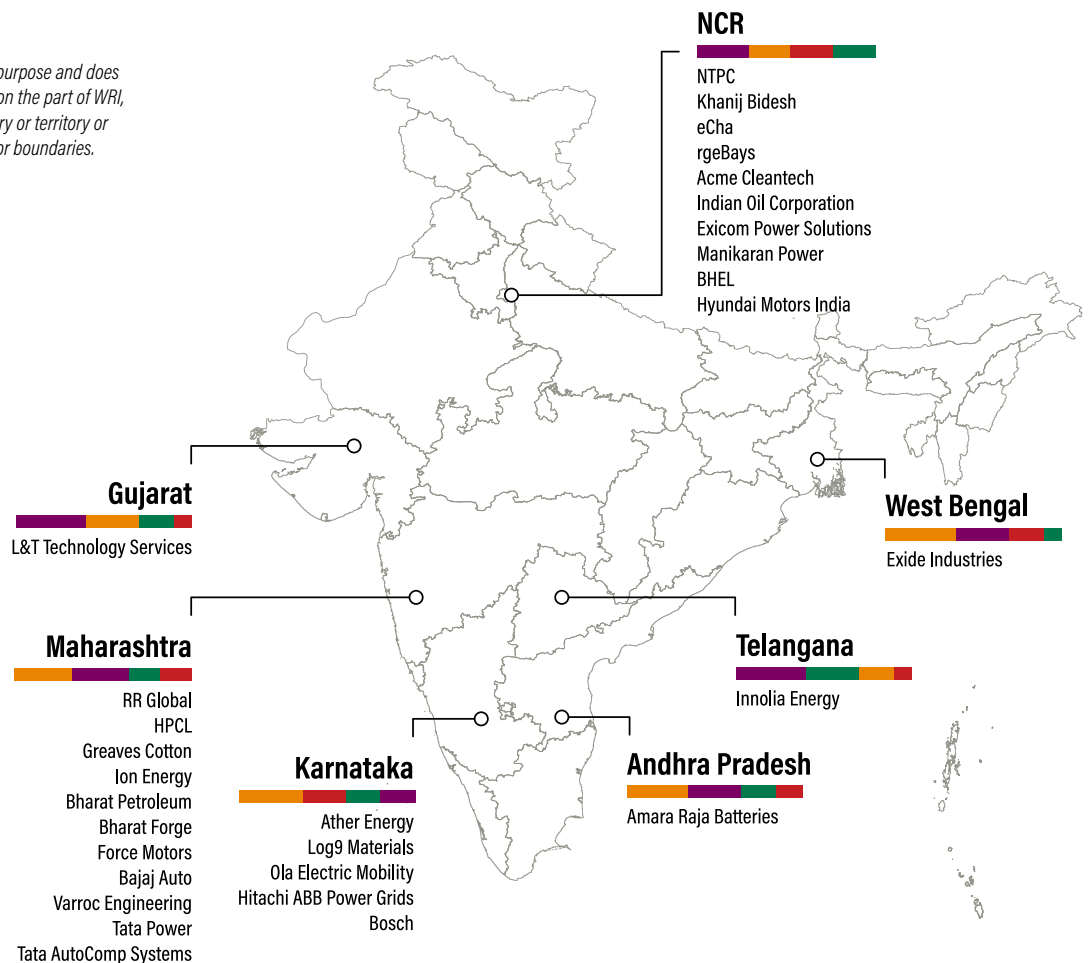 purpose and does
on the part of WRI,
ry or territory or
or boundaries.
NCR
NTPC
Khanij Bidesh
eCha
rgeBays
Acme Cleantech
Indian Oil Corporation
Exicom Power Solutions
Manikaran Power
BHEL
Hyundai Motors India
Gujarat
L&T Technology Services
West Bengal
Exide Industries
Maharashtra
RR Global
HPCL
Greaves Cotton
Ion Energy
Bharat Petroleum
Bharat Forge
Force Motors
Bajaj Auto
Varroc Engineering
Tata Power
Tata AutoComp Systems
Telangana
Innolia Energy
Karnataka
Ather Energy
Log9 Materials
Ola Electric Mobility
Hitachi ABB Power Grids
Bosch
Andhra Pradesh
Amara Raja Batteries